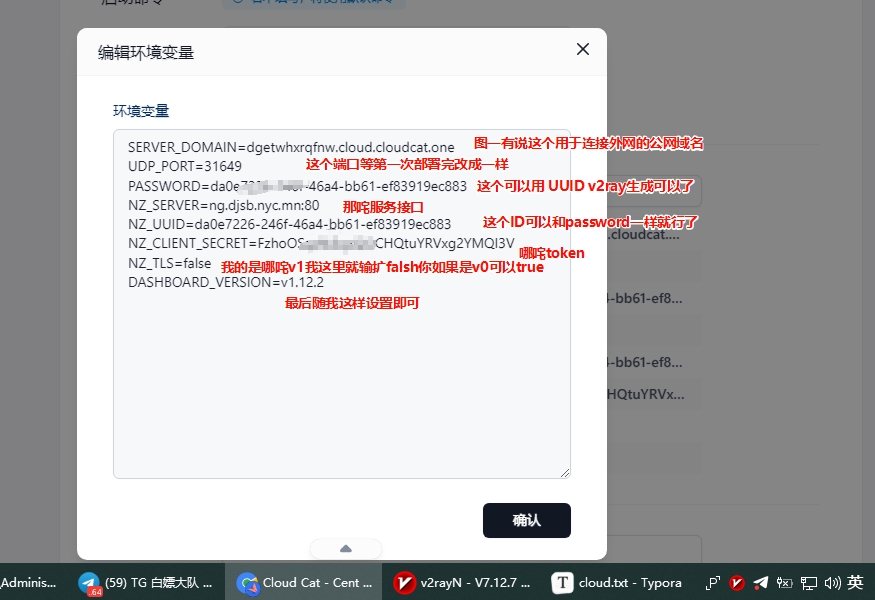 编辑环境变量
环境变量
SERVER_DOMAIN=dgetwhxrqfnw.cloud.cloudcat.one 图一有说这个用于连接外网的公网域名
UDP_PORT=31649 这个端口等第一次部署完改成一样
PASSWORD=da0e -46a4-bb61-ef83919ec883 这个可以用 UUID v2ray生成可以了
NZ_SERVER=ng.djsb.nyc.mn:80 那咤服务接口
NZ_UUID=da0e7226-246f-46a4-bb61-ef83919ec883 这个ID可以和password一样就行了
.cloudcat....
NZ_CLIENT_SECRET=FzhoOS CHQtuYRVxg2YMQI3V 哪咤token
NZ_TLS=false 我的是哪咤v1我这里就输扩falsh你如果是v0可以true
DASHBOARD_VERSION=v1.12.2
最后随我这样设置即可
-bb61-ef8...
-bb61-ef8...
HQtuYRVx...
确认
Adminis... (59) TG 白嫖大队 ... Cloud Cat - Cent ... v2rayN - V7.12.7 ... cloud.txt - Typora 英
.64